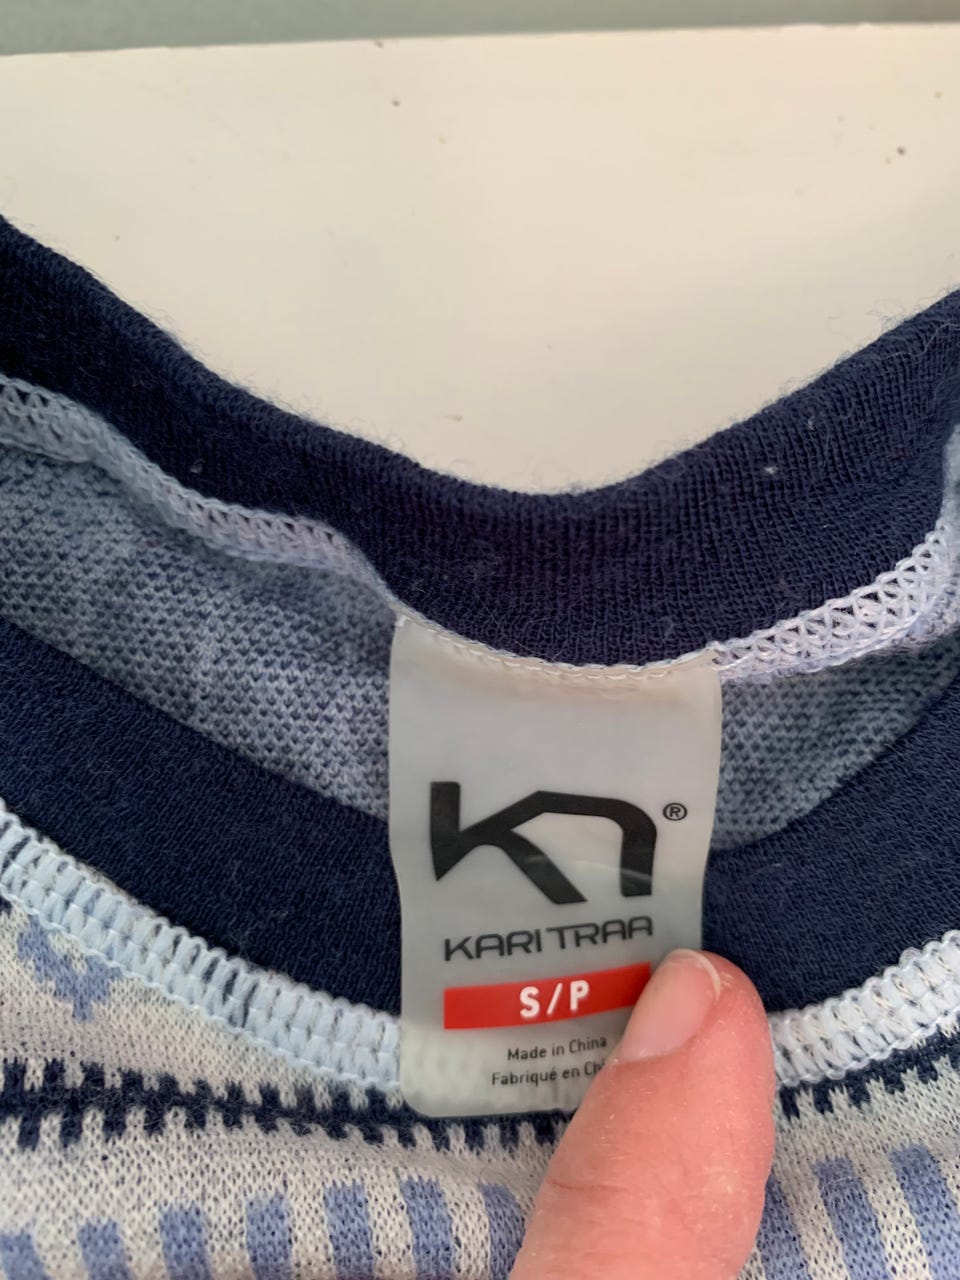 KARI TRAA
®
S/P
Made in China
Fabriqué en